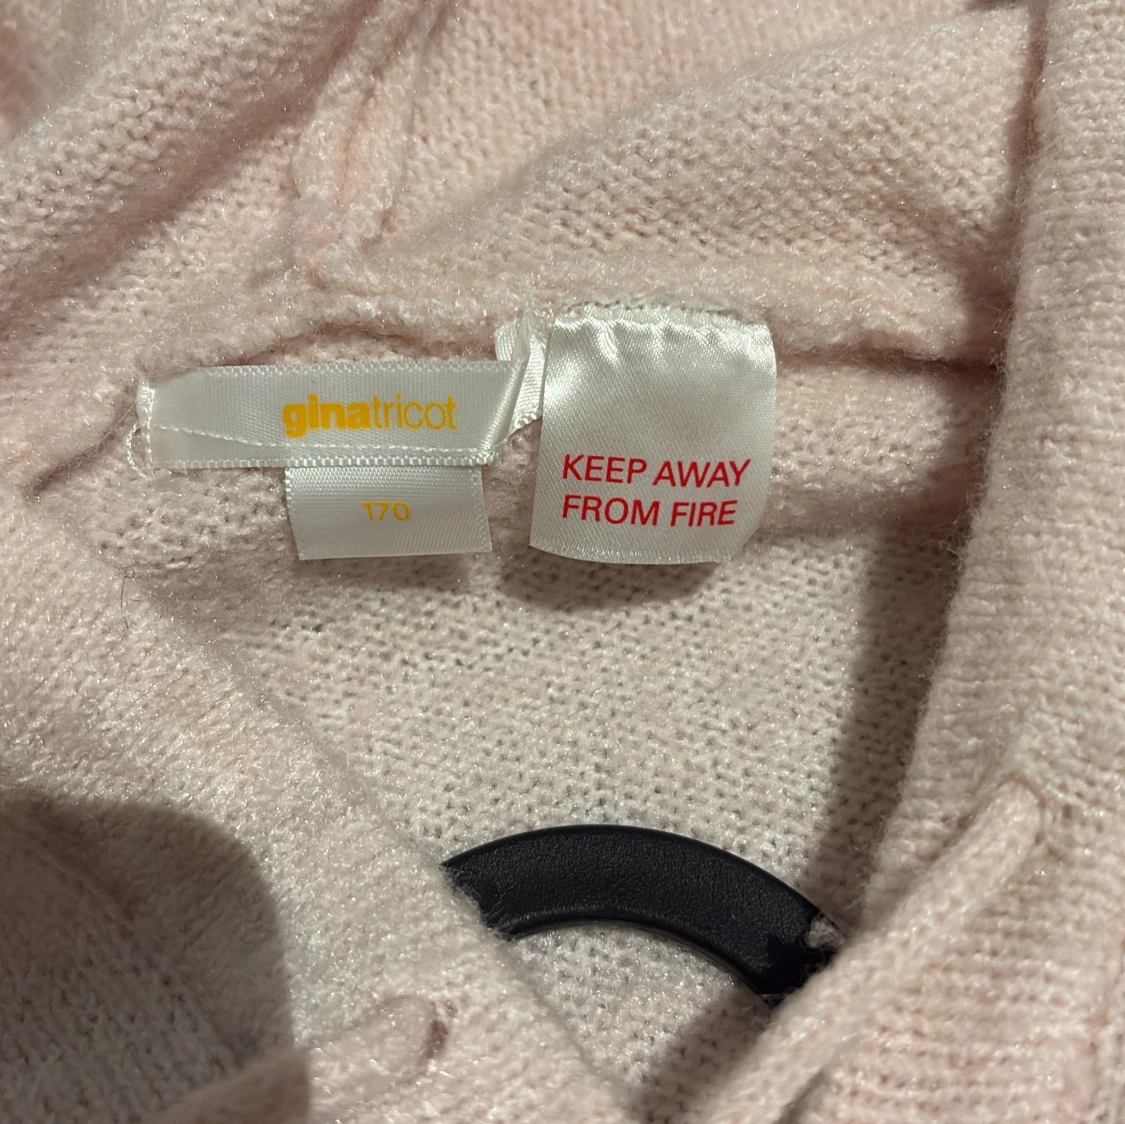 ginatricot
170
KEEP AWAY
FROM FIRE